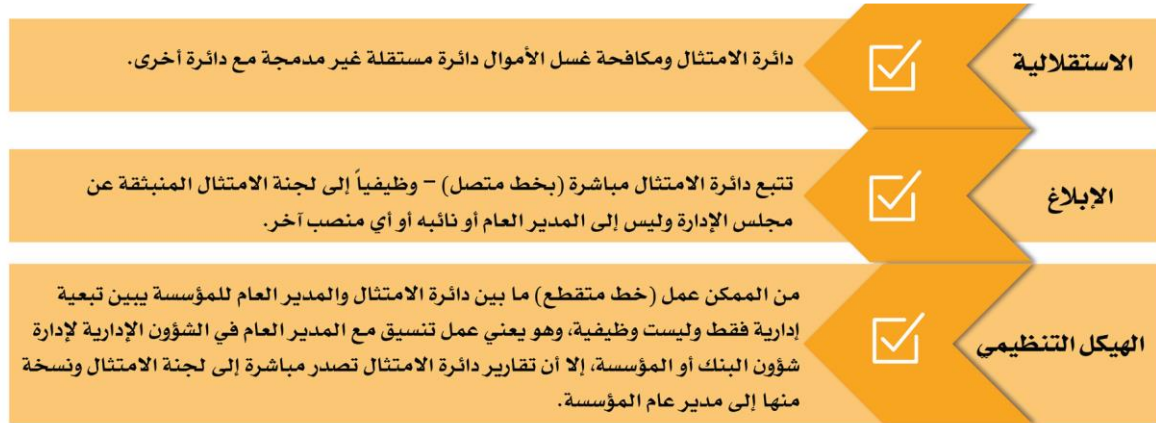 الاستقلالية
دائرة الامتثال ومكافحة غسل الأموال دائرة مستقلة غير مدمجة مع دائرة أخرى.
الإبلاغ
تتبع دائرة الامتثال مباشرة (بخط متصل) – وظيفياً إلى لجنة الامتثال المنبثقة عن
مجلس الإدارة وليس إلى المدير العام أو نائبه أو أي منصب آخر.
الهيكل التنظيمي
من الممكن عمل (خط متقطع) ما بين دائرة الامتثال والمدير العام للمؤسسة يبين تبعية
إدارية فقط وليست وظيفية، وهو يعني عمل تنسيق مع المدير العام في الشؤون الإدارية لإدارة
شؤون البنك أو المؤسسة، إلا أن تقارير دائرة الامتثال تصدر مباشرة إلى لجنة الامتثال ونسخة
منها إلى مدير عام المؤسسة.